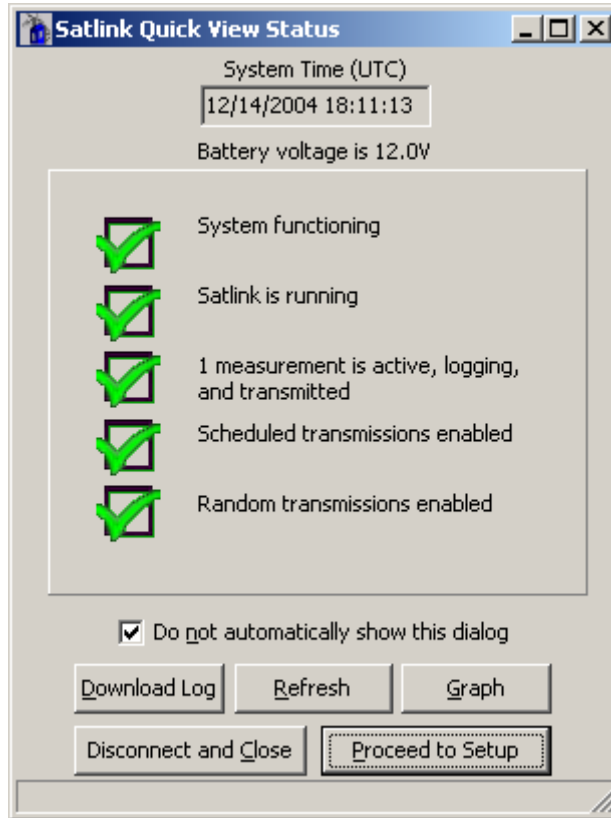 Satlink Quick View Status
System Time (UTC)
12/14/2004 18:11:13
Battery voltage is 12.0V
System functioning
Satlink is running
1 measurement is active, logging,
and transmitted
Scheduled transmissions enabled
Random transmissions enabled
Do not automatically show this dialog
Download Log Refresh Graph
Disconnect and Close Proceed to Setup